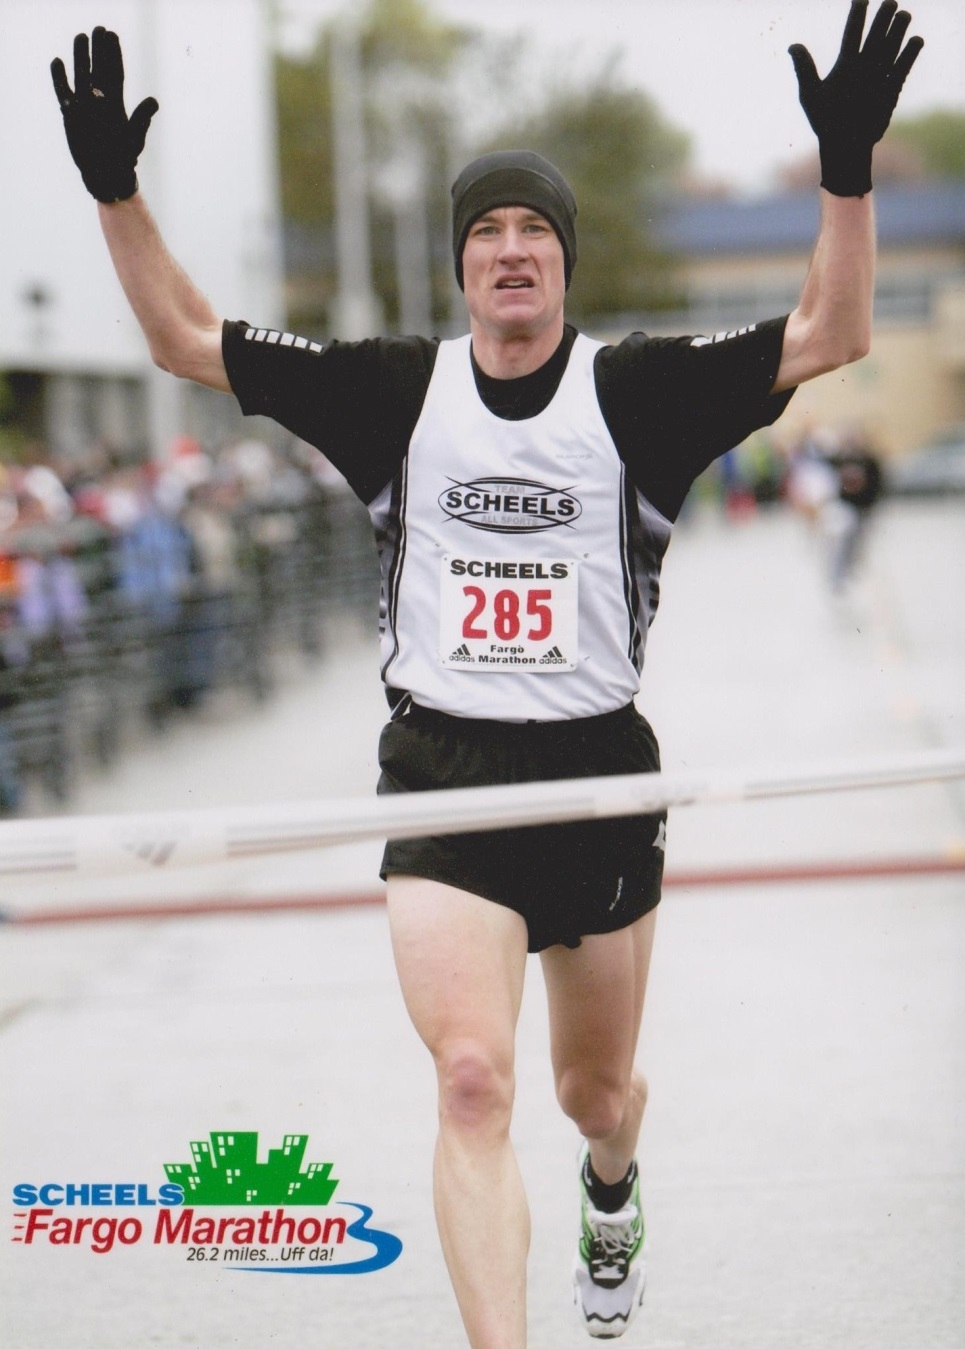 TEAM
SCHEELS
ALL SPORTS
SCHEELS
285
Fargo
adidas Marathon adidas
SCHEELS
Fargo Marathon
26.2 miles...Uff da!